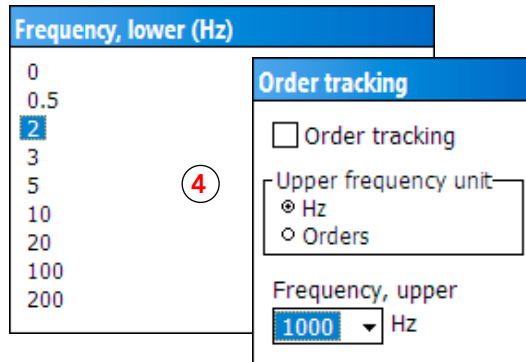 Frequency, lower (Hz)
0
0.5
2
3
5
10
20
100
200
4
Order tracking
Order tracking
Upper frequency unit
Hz
Orders
Frequency, upper
1000 Hz